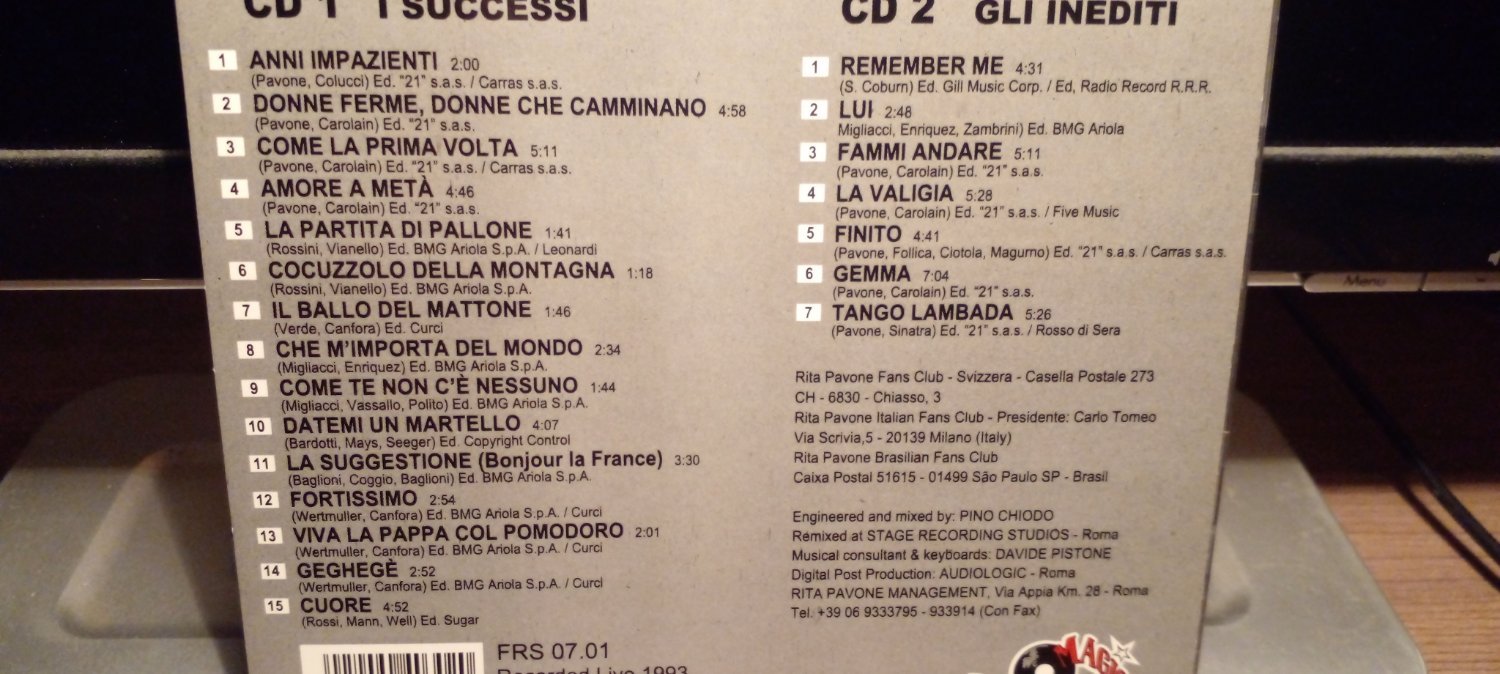 CD 1 I SUCCESSI
1 ANNI IMPAZIENTI 2:00
(Pavone, Colucci) Ed. "21" s.a.s. / Carras s.a.s.
2 DONNE FERME, DONNE CHE CAMMINANO 4:58
(Pavone, Carolain) Ed. "21" s.a.s.
3 COME LA PRIMA VOLTA 5:11
(Pavone, Carolain) Ed. "21" s.a.s. / Carras s.a.s.
4 AMORE A METÀ 4:46
(Pavone, Carolain) Ed. "21" s.a.s.
5 LA PARTITA DI PALLONE 1:41
(Rossini, Vianello) Ed. BMG Ariola S.p.A. / Leonardi
6 COCUZZOLO DELLA MONTAGNA 1:18
(Rossini, Vianello) Ed. BMG Ariola S.p.A.
7 IL BALLO DEL MATTONE 1:46
(Verde, Canfora) Ed. Curci
8 CHE M'IMPORTA DEL MONDO 2:34
(Migliacci, Enriquez) Ed. BMG Ariola S.p.A.
9 COME TE NON C'È NESSUNO 1:44
(Migliacci, Vassallo, Polito) Ed. BMG Ariola S.p.A.
10 DATEMI UN MARTELLO 4:07
(Bardotti, Mays, Seeger) Ed. Copyright Control
11 LA SUGGESTIONE (Bonjour la France) 3:30
(Baglioni, Coggio, Baglioni) Ed. BMG Ariola S.p.A.
12 FORTISSIMO 2:54
(Wertmuller, Canfora) Ed. BMG Ariola S.p.A. / Curci
13 VIVA LA PAPPA COL POMODORO 2:01
(Wertmuller, Canfora) Ed. BMG Ariola S.p.A. / Curci
14 GEGHEGÈ 2:52
(Wertmuller, Canfora) Ed. BMG Ariola S.p.A. / Curci
15 CUORE 4:52
(Rossi, Mann, Well) Ed. Sugar
FRS 07.01
Recorded Live 1993
CD 2 GLI INEDITI
1 REMEMBER ME 4:31
(S. Coburn) Ed. Gill Music Corp. / Ed, Radio Record R.R.R.
2 LUI 2:48
Migliacci, Enriquez, Zambrini) Ed. BMG Ariola
3 FAMMI ANDARE 5:11
(Pavone, Carolain) Ed. "21" s.a.s.
4 LA VALIGIA 5:28
(Pavone, Carolain) Ed. "21" s.a.s. / Five Music
5 FINITO 4:41
(Pavone, Follica, Ciotola, Magurno) Ed. "21" s.a.s. / Carras s.a.s.
6 GEMMA 7:04
(Pavone, Carolain) Ed. "21" s.a.s.
7 TANGO LAMBADA 5:26
(Pavone, Sinatra) Ed. "21" s.a.s. / Rosso di Sera
Rita Pavone Fans Club - Svizzera - Casella Postale 273
CH - 6830 - Chiasso, 3
Rita Pavone Italian Fans Club - Presidente: Carlo Tomeo
Via Scrivia,5 - 20139 Milano (Italy)
Rita Pavone Brasilian Fans Club
Caixa Postal 51615 - 01499 São Paulo SP - Brasil
Engineered and mixed by: PINO CHIODO
Remixed at STAGE RECORDING STUDIOS - Roma
Musical consultant & keyboards: DAVIDE PISTONE
Digital Post Production: AUDIOLOGIC - Roma
RITA PAVONE MANAGEMENT, Via Appia Km. 28 - Roma
Tel. +39 06 9333795 - 933914 (Con Fax)
Menu